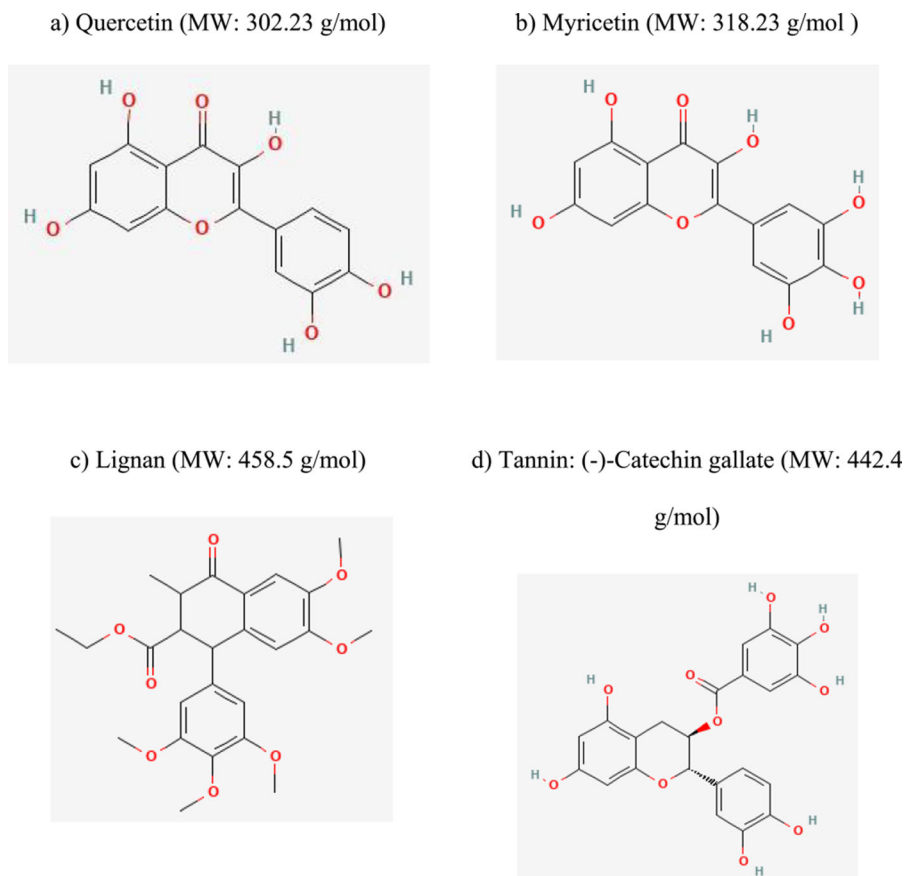 a) Quercetin (MW: 302.23 g/mol)
b) Myricetin (MW: 318.23 g/mol )
H
O
O
H
O
H
O
O
O
H
O
H
H
O
O
H
O
H
O
O
H
O
O
H
O
H
c) Lignan (MW: 458.5 g/mol)
d) Tannin: (-)-Catechin gallate (MW: 442.4
g/mol)
O
O
O
O
O
O
O
O
H
O
H
O
O
H
O
O
H
O
H
O
O
O
H
O
H